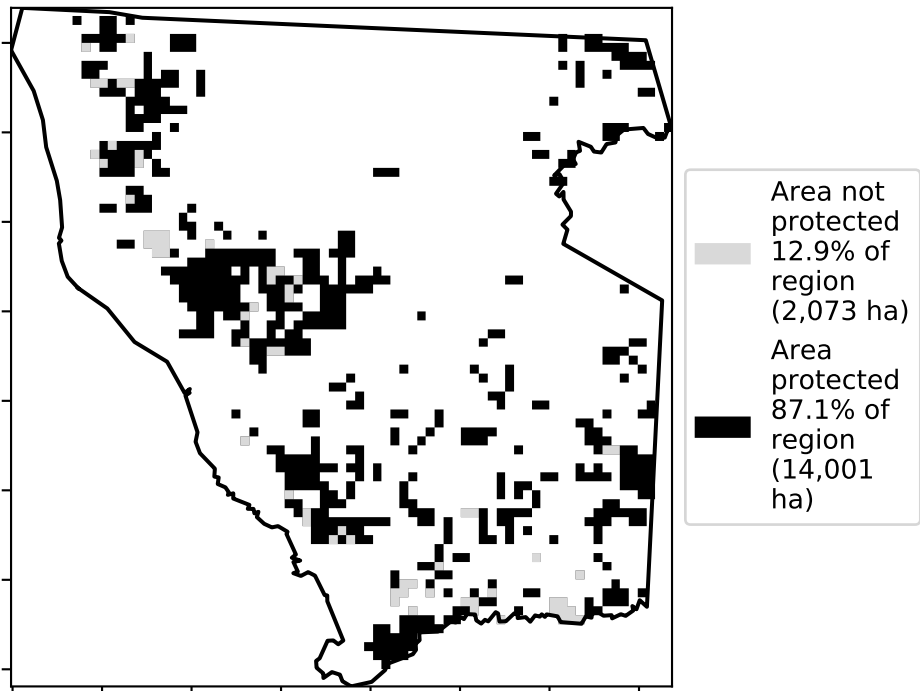 Area not
protected
12.9% of
region
(2,073 ha)
Area
protected
87.1% of
region
(14,001
ha)